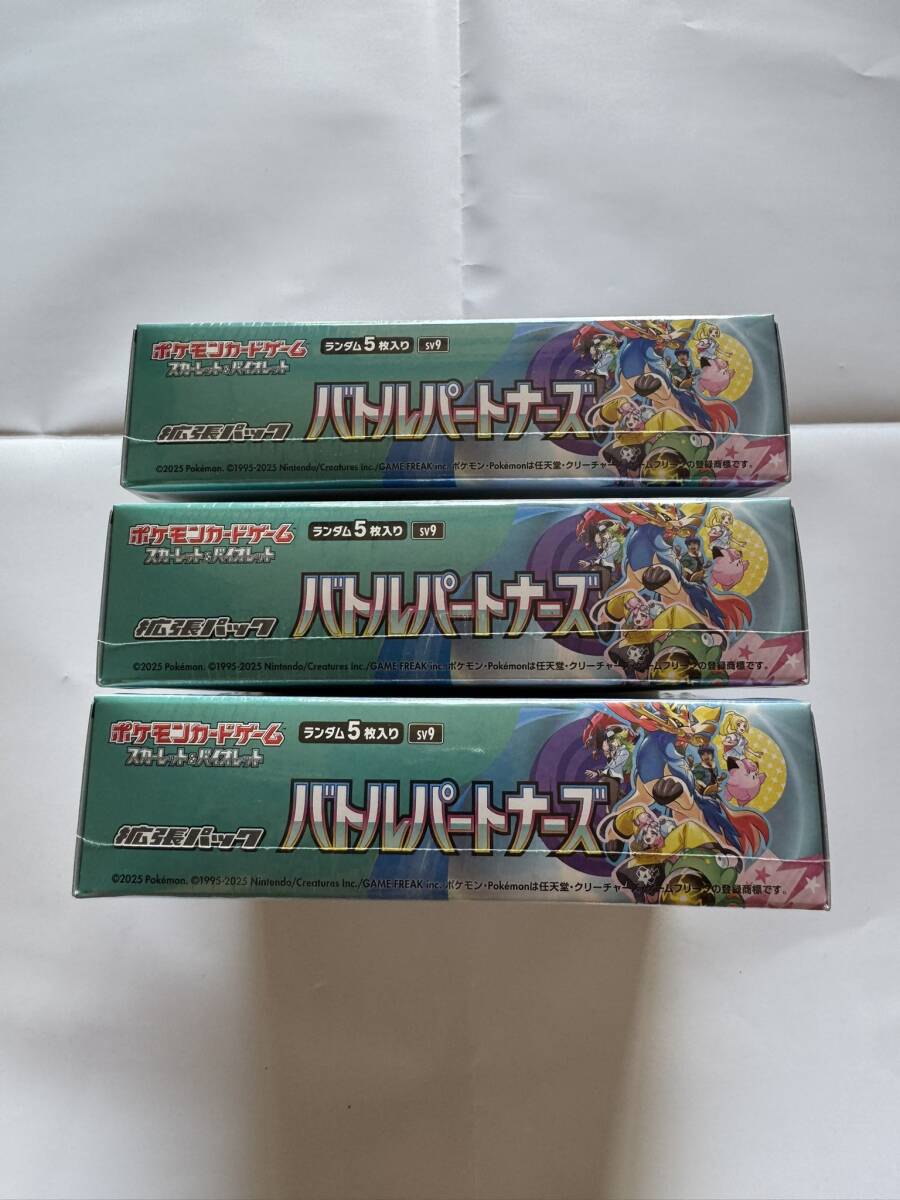 ポケモンカードゲーム ランダム5枚入り SV9
スカーレット&バイオレット
拡張パック バトルパートナーズ
©2025 Pokémon. ©1995-2025 Nintendo/Creatures Inc./GAME FREAK inc. ポケモン・Pokémonは任天堂・クリーチャーズ・ゲームフリークの登録商標です。
ポケモンカードゲーム ランダム5枚入り SV9
スカーレット&バイオレット
拡張パック バトルパートナーズ
©2025 Pokémon. ©1995-2025 Nintendo/Creatures Inc./GAME FREAK inc. ポケモン・Pokémonは任天堂・クリーチャーズ・ゲームフリークの登録商標です。
ポケモンカードゲーム ランダム5枚入り SV9
スカーレット&バイオレット
拡張パック バトルパートナーズ
©2025 Pokémon. ©1995-2025 Nintendo/Creatures Inc./GAME FREAK inc. ポケモン・Pokémonは任天堂・クリーチャーズ・ゲームフリークの登録商標です。